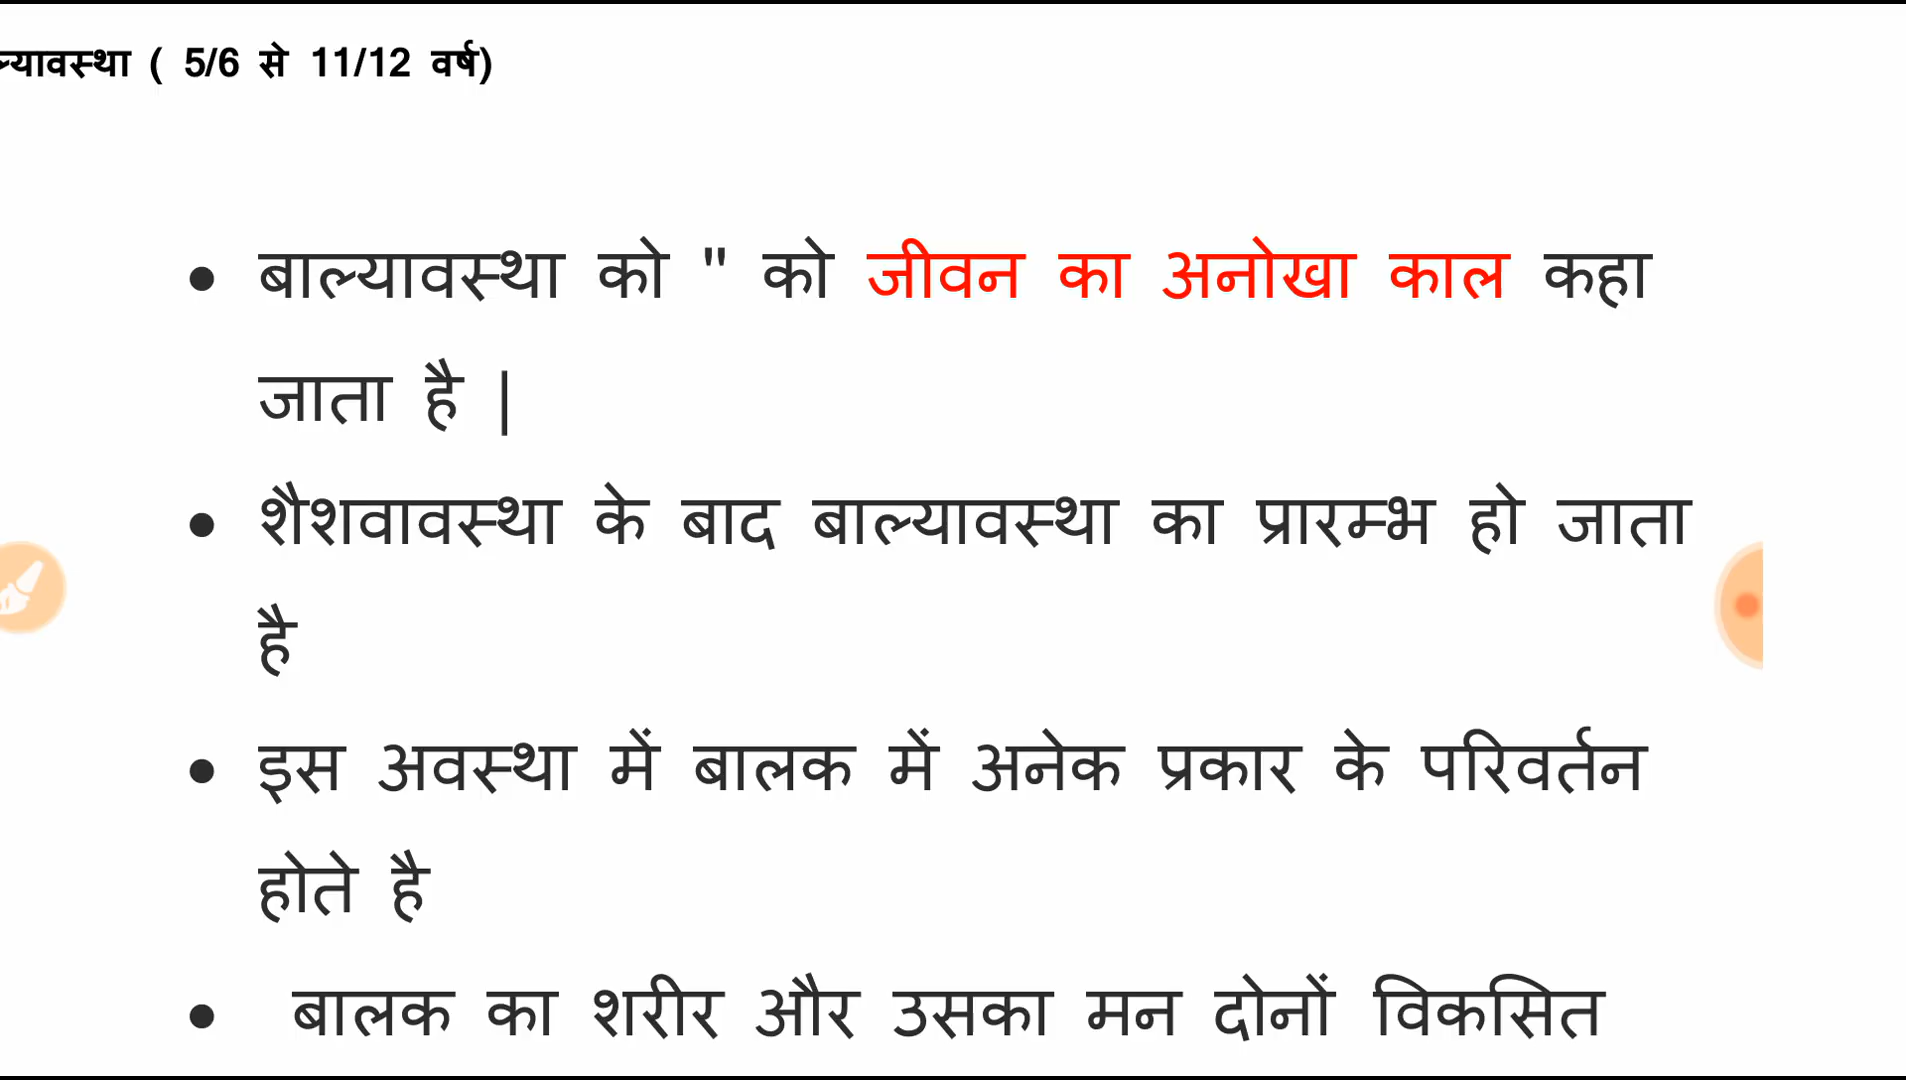 ( 5/6 से 11/12 वर्ष)
बाल्यावस्था को " को जीवन का अनोखा काल कहा
जाता है |
शैशवावस्था के बाद बाल्यावस्था का प्रारम्भ हो जाता
है
इस अवस्था में बालक में अनेक प्रकार के परिवर्तन
होते है
बालक का शरीर और उसका मन दोनों विकसित